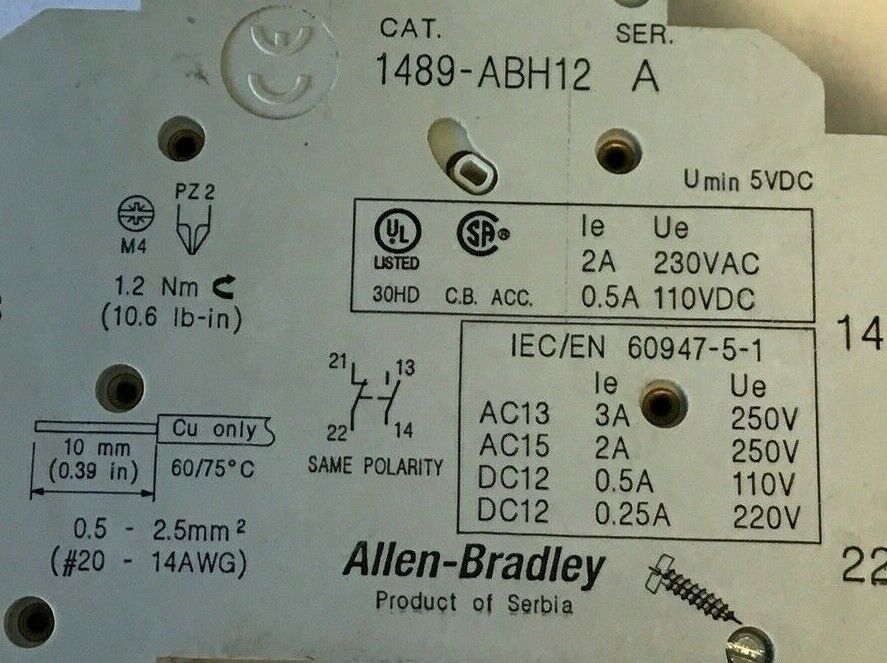 CAT. SER.
1489-ABH12 A
Umin 5VDC
PZ2
M4
1.2 Nm
(10.6 lb-in)
UL SA®
LISTED
30HD C.B. ACC.
Ie Ue
2A 230VAC
0.5A 110VDC
14
IEC/EN 60947-5-1
Ie Ue
AC13 3A 250V
AC15 2A 250V
DC12 0.5A 110V
DC12 0.25A 220V
21 13
22 14
SAME POLARITY
Cu only
10 mm
(0.39 in)
60/75°C
0.5 - 2.5mm²
(#20 - 14AWG)
Allen-Bradley
Product of Serbia
22